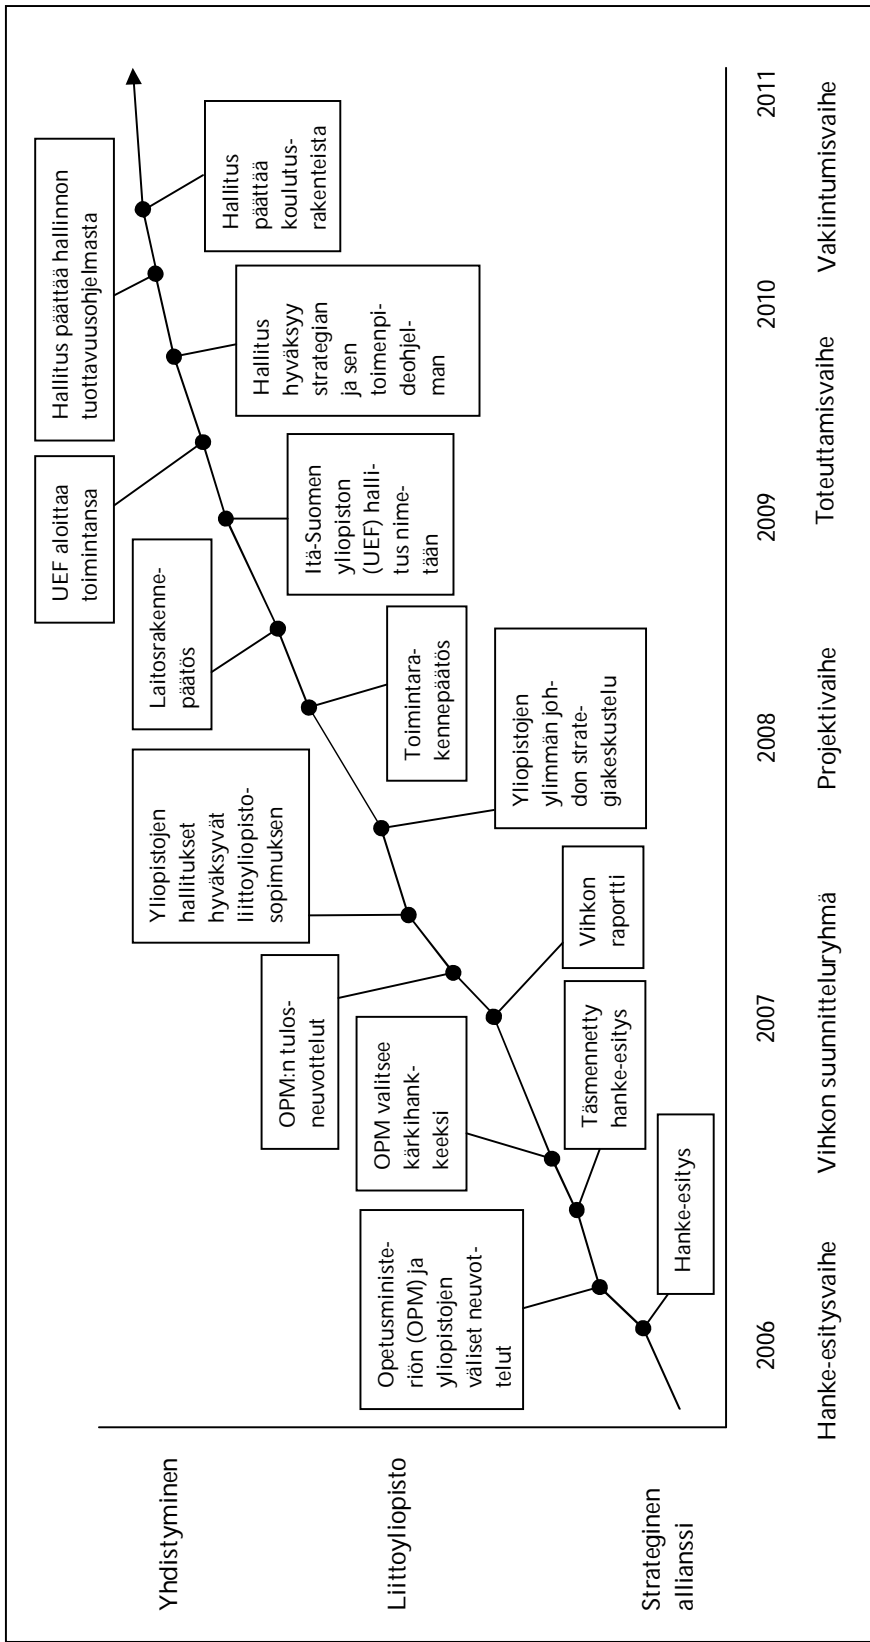 Yhdistyminen
Liittoyliopisto
Strateginen
allianssi
Opetusministe-
riön (OPM) ja
yliopistojen
väliset neuvot-
telut
Hanke-esitys
Täsmennetty
hanke-esitys
OPM valitsee
kärkihank-
keeksi
Vihkon
raportti
OPM:n tulos-
neuvottelut
Yliopistojen
hallitukset
hyväksyvät
liittoyliopisto-
sopimuksen
Yliopistojen
ylimmän joh-
don strate-
giakeskustelu
Toimintara-
kennepäätös
Laitosrakenne-
päätös
Itä-Suomen
yliopiston
(UEF) halli-
tus nime-
tään
UEF aloittaa
toimintansa
Hallitus
hyväksyy
strategian
ja sen
toimenpi-
deohjel-
man
Hallitus päättää hallinnon
tuottavuusohjelmasta
Hallitus
päättää
koulutus-
rakenteista
2006
2007
2008
2009
2010
2011
Hanke-esitysvaihe
Vihkon suunnitteluryhmä
Projektivaihe
Toteuttamisvaihe
Vakiintumisvaihe